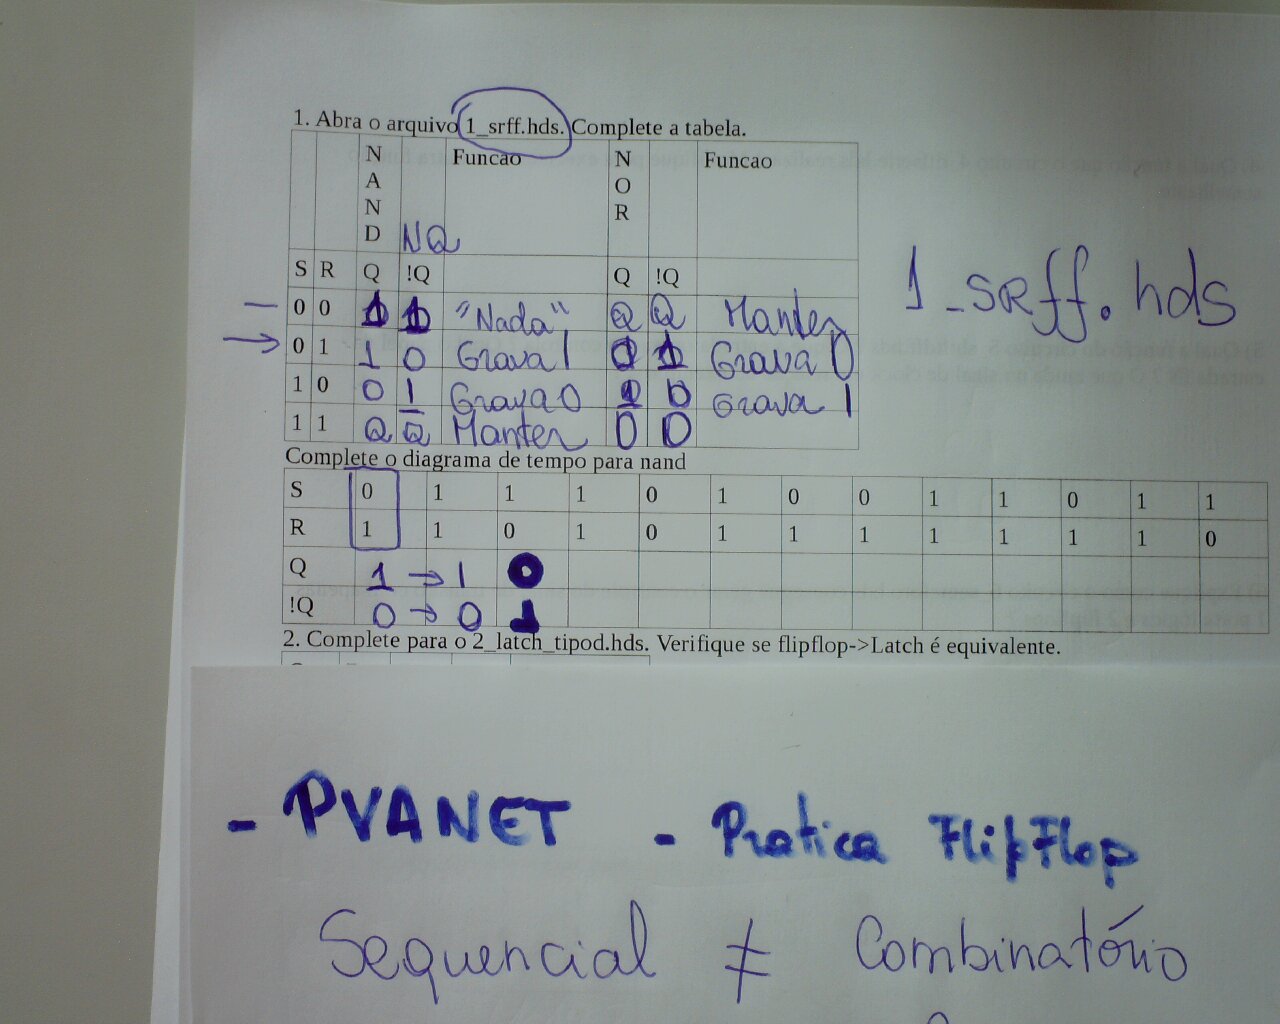 1. Abra o arquivo 1_srff.hds. Complete a tabela.
N A N D NQ Funcao N O R Funcao
S R Q !Q Q !Q
0 0 1 1 "Nada" Q Q Manter
0 1 1 0 Grava 1 0 1 Grava 0
1 0 0 1 Grava 0 1 0 Grava 1
1 1 Q Q Manter 0 0
1_srff.hds
Complete o diagrama de tempo para nand
S 0 1 1 1 0 1 0 0 1 1 0 1 1
R 1 1 0 1 0 1 1 1 1 1 1 1 0
Q 1 → 1 0
!Q 0 → 0 1
2. Complete para o 2_latch_tipod.hds. Verifique se flipflop->Latch é equivalente.
- PVANET - Pratica FlipFlop
Sequencial ≠ Combinatório